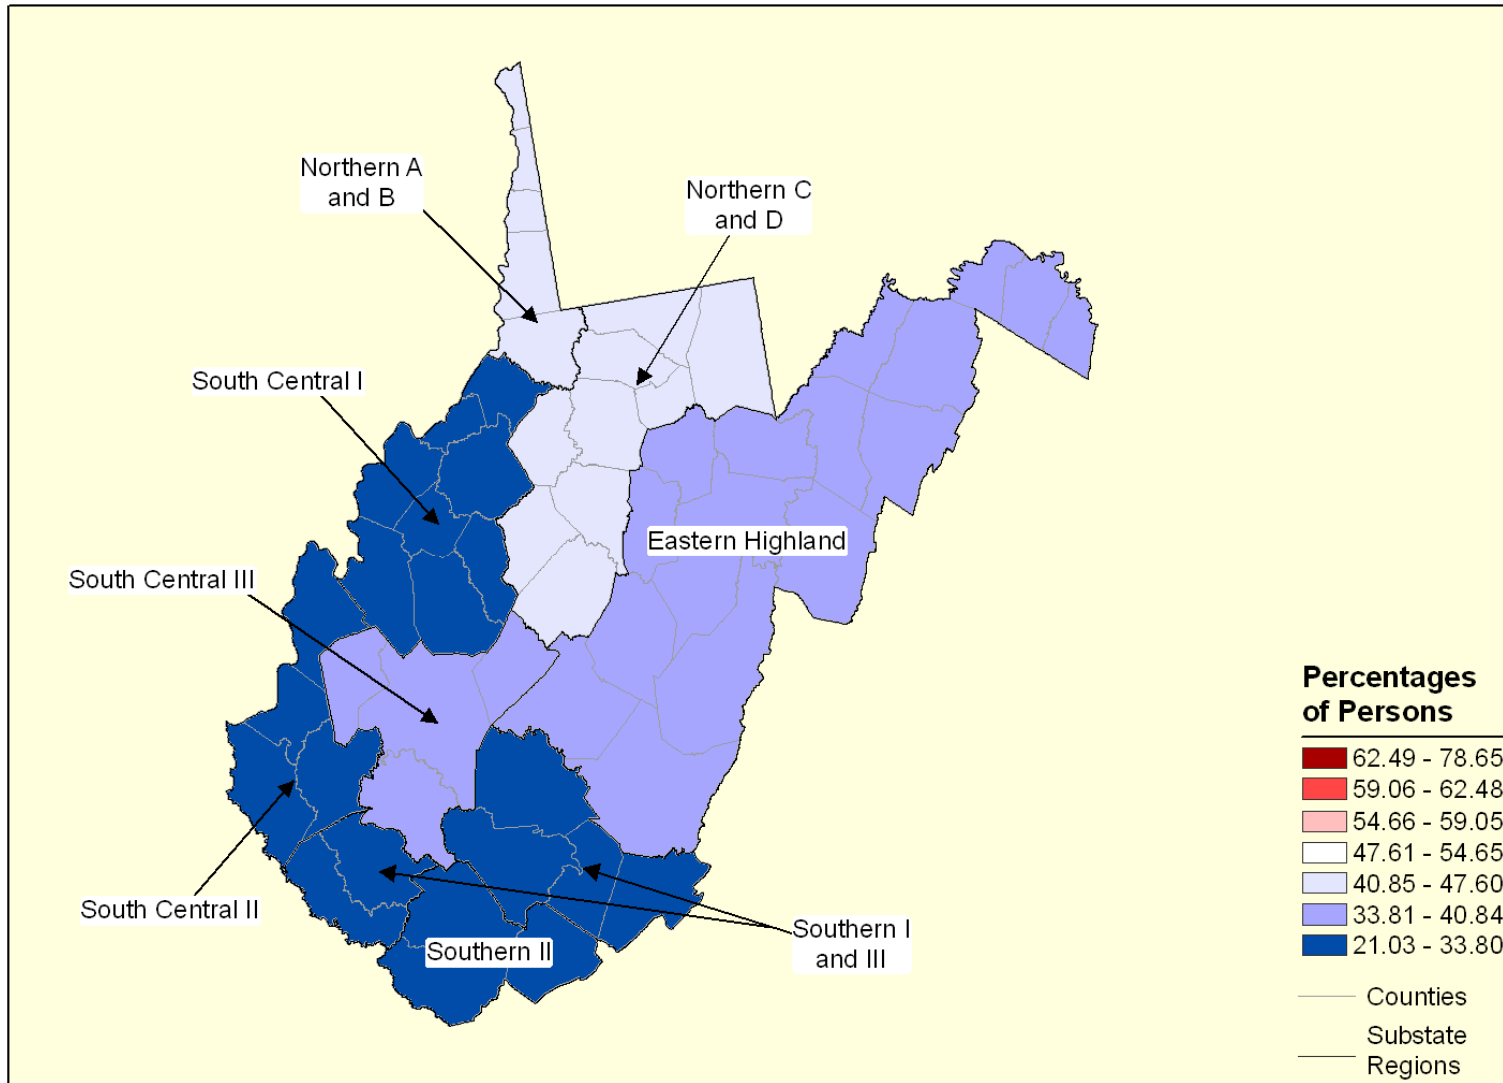 Northern A
and B
Northern C
and D
South Central I
Eastern Highland
South Central III
South Central II
Southern II
Southern I
and III
Percentages
of Persons
62.49 - 78.65
59.06 - 62.48
54.66 - 59.05
47.61 - 54.65
40.85 - 47.60
33.81 - 40.84
21.03 - 33.80
Counties
Substate
Regions